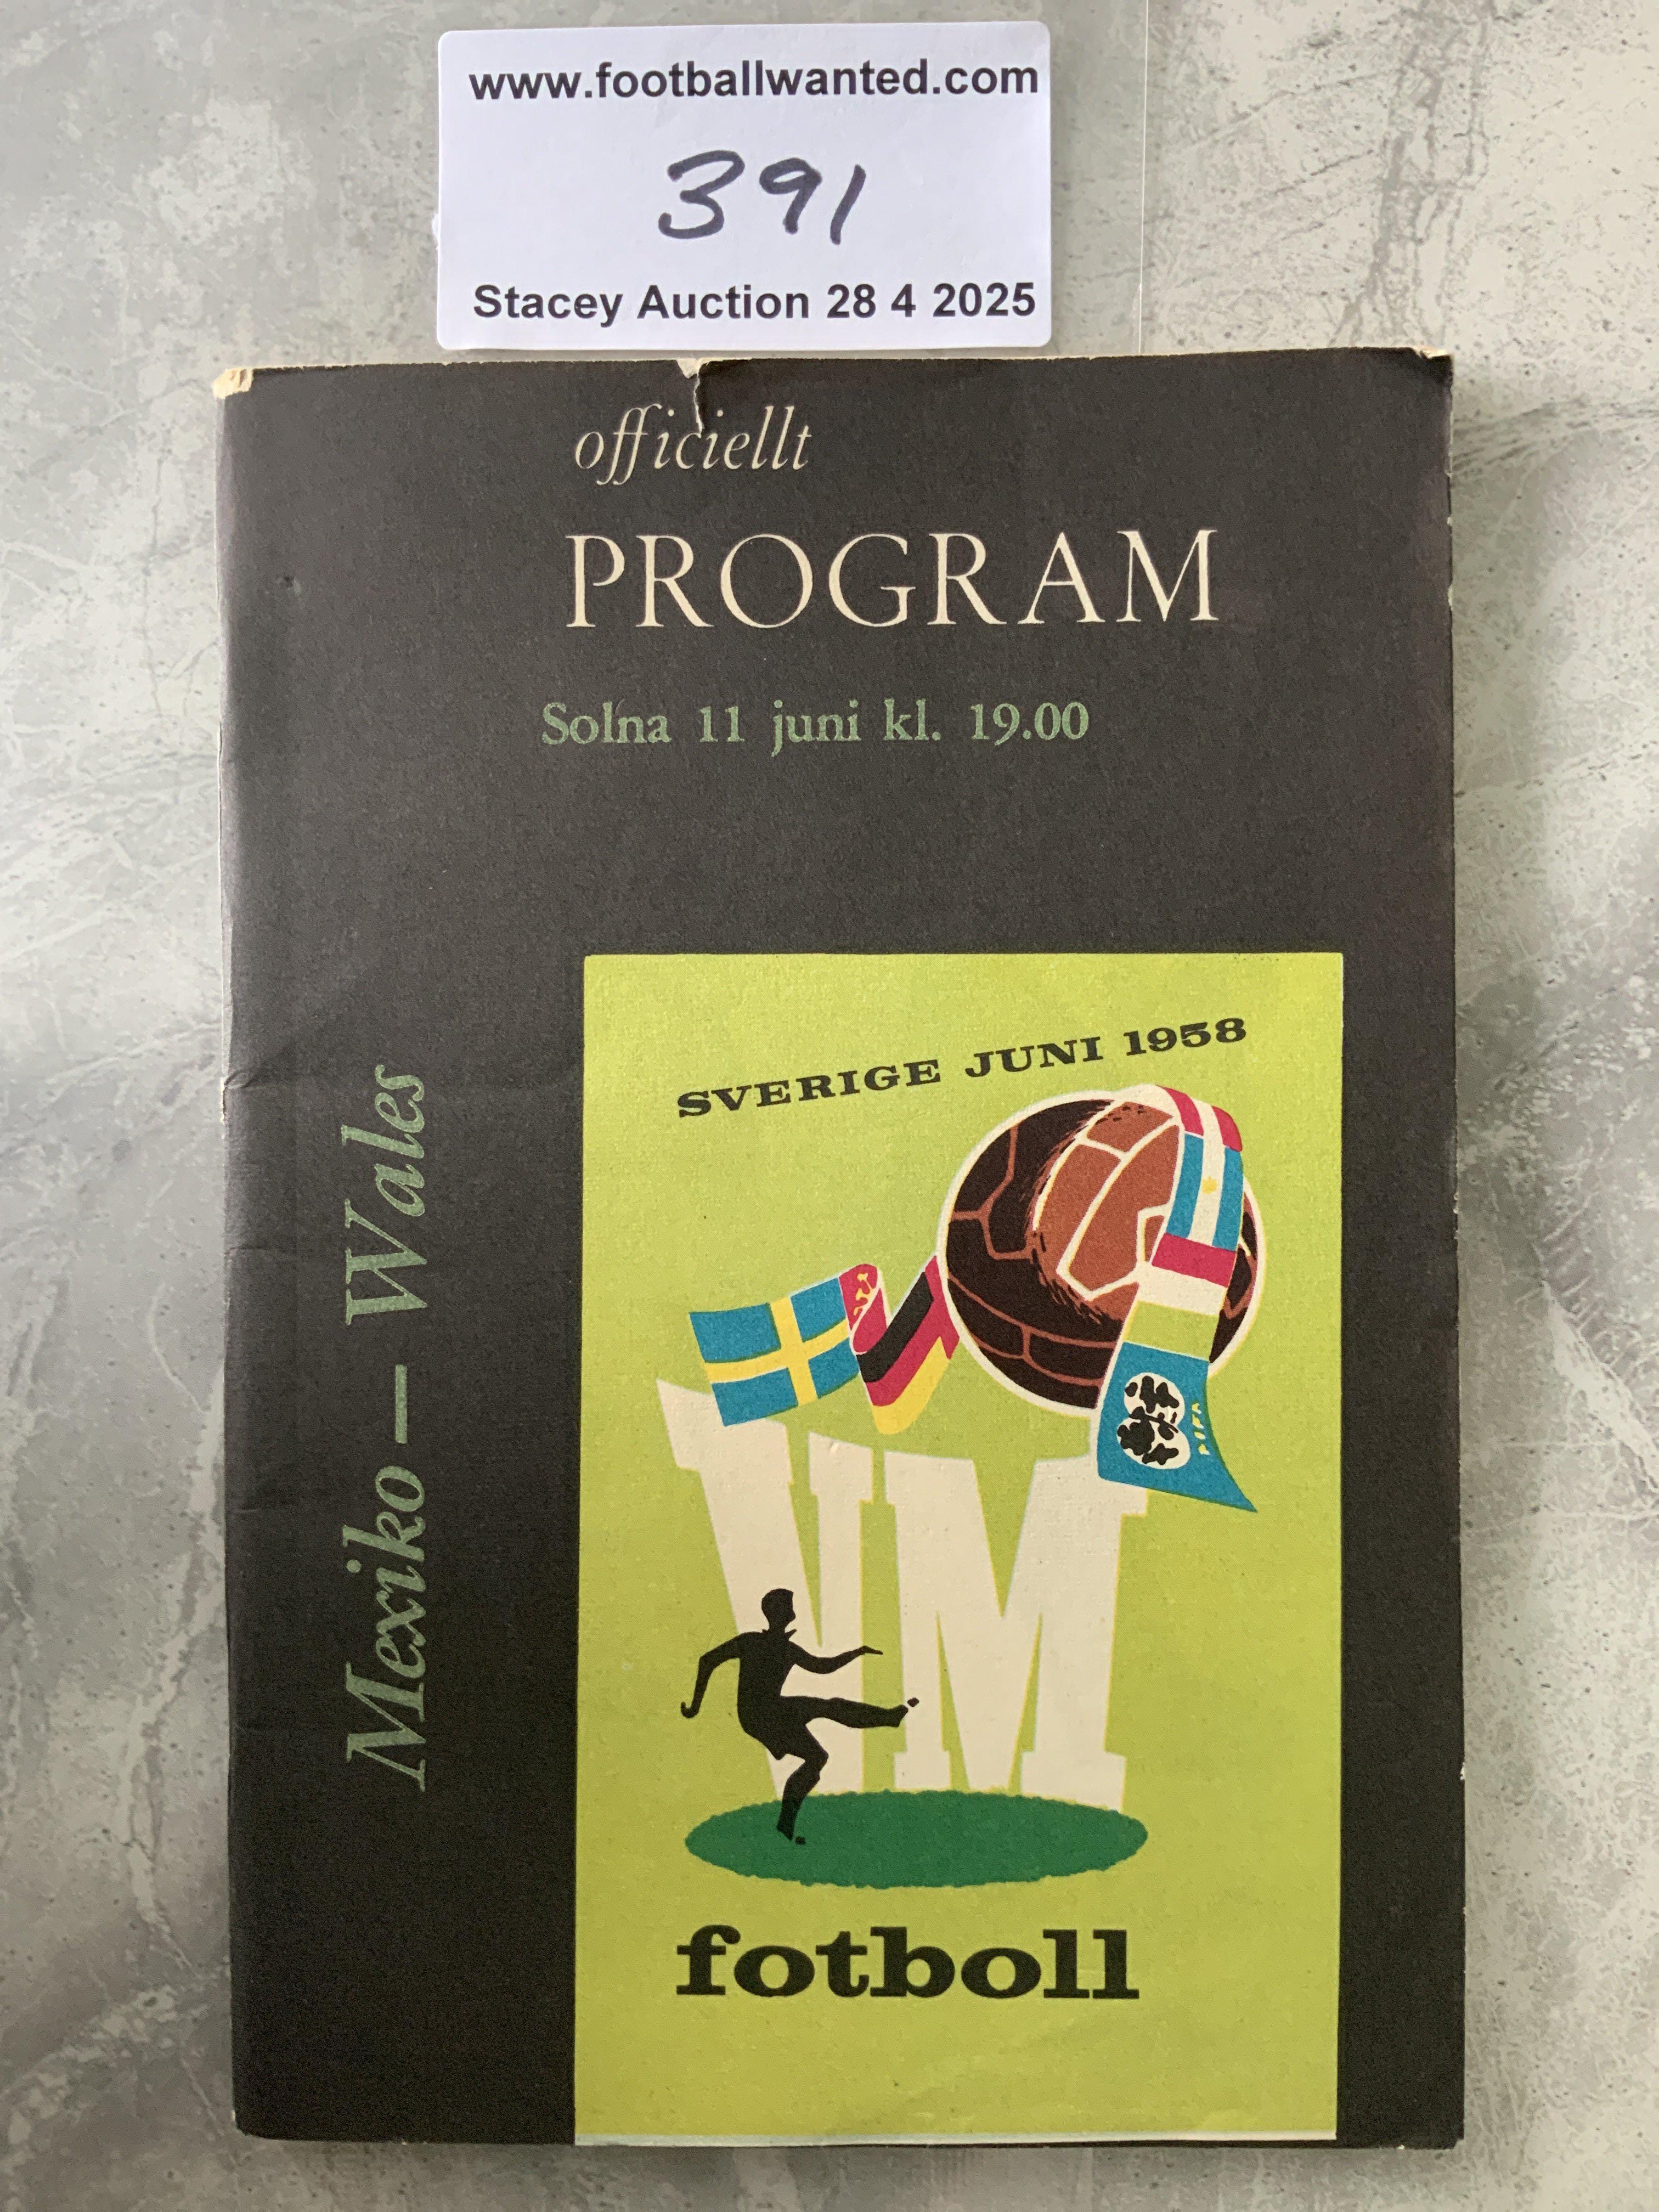 www.footballwanted.com
391
Stacey Auction 28 4 2025
officiellt
PROGRAM
Solna 11 juni kl. 19.00
Mexiko – Wales
SVERIGE JUNI 1958
FIFA
VM
fotboll